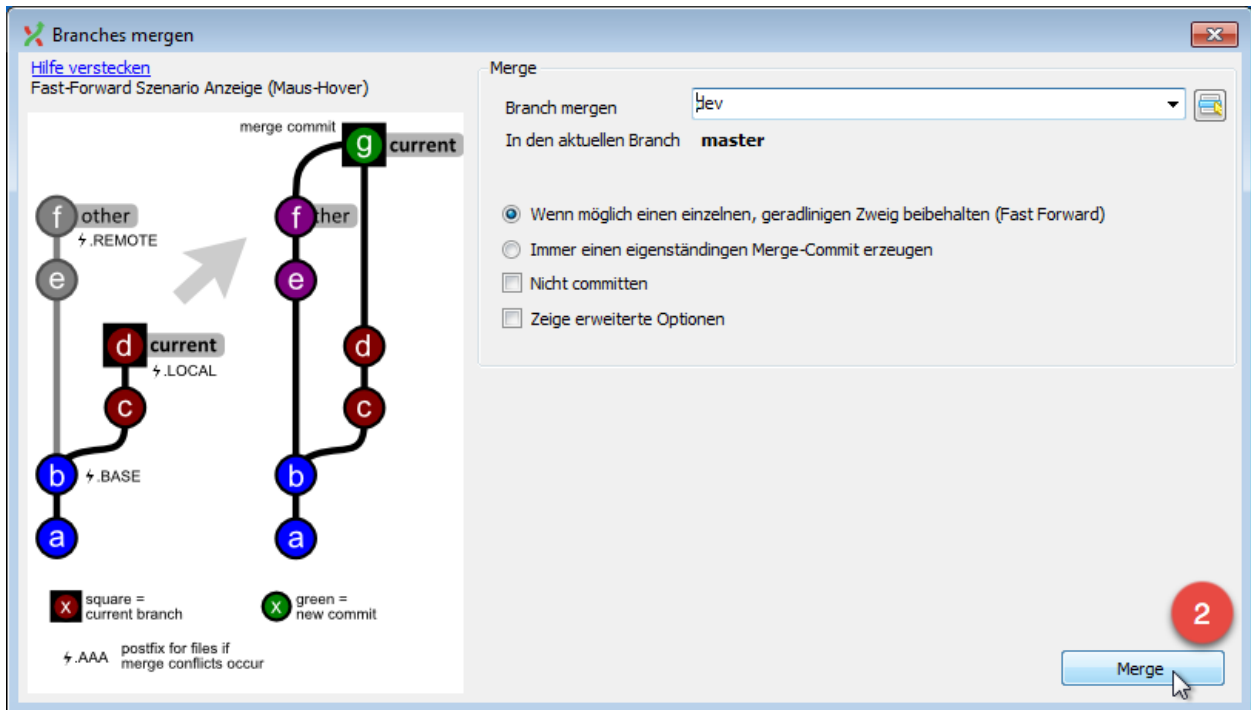 Branches mergen
Hilfe verstecken
Fast-Forward Szenario Anzeige (Maus-Hover)
merge commit
g current
f other
f ther
⚡.REMOTE
e
e
d current
d
⚡.LOCAL
c
c
b ⚡.BASE
b
a
a
x square =
current branch
x green =
new commit
⚡.AAA postfix for files if
merge conflicts occur
Merge
Branch mergen
In den aktuellen Branch master
Wenn möglich einen einzelnen, geradlinigen Zweig beibehalten (Fast Forward)
Immer einen eigenständingen Merge-Commit erzeugen
Nicht committen
Zeige erweiterte Optionen
2
Merge